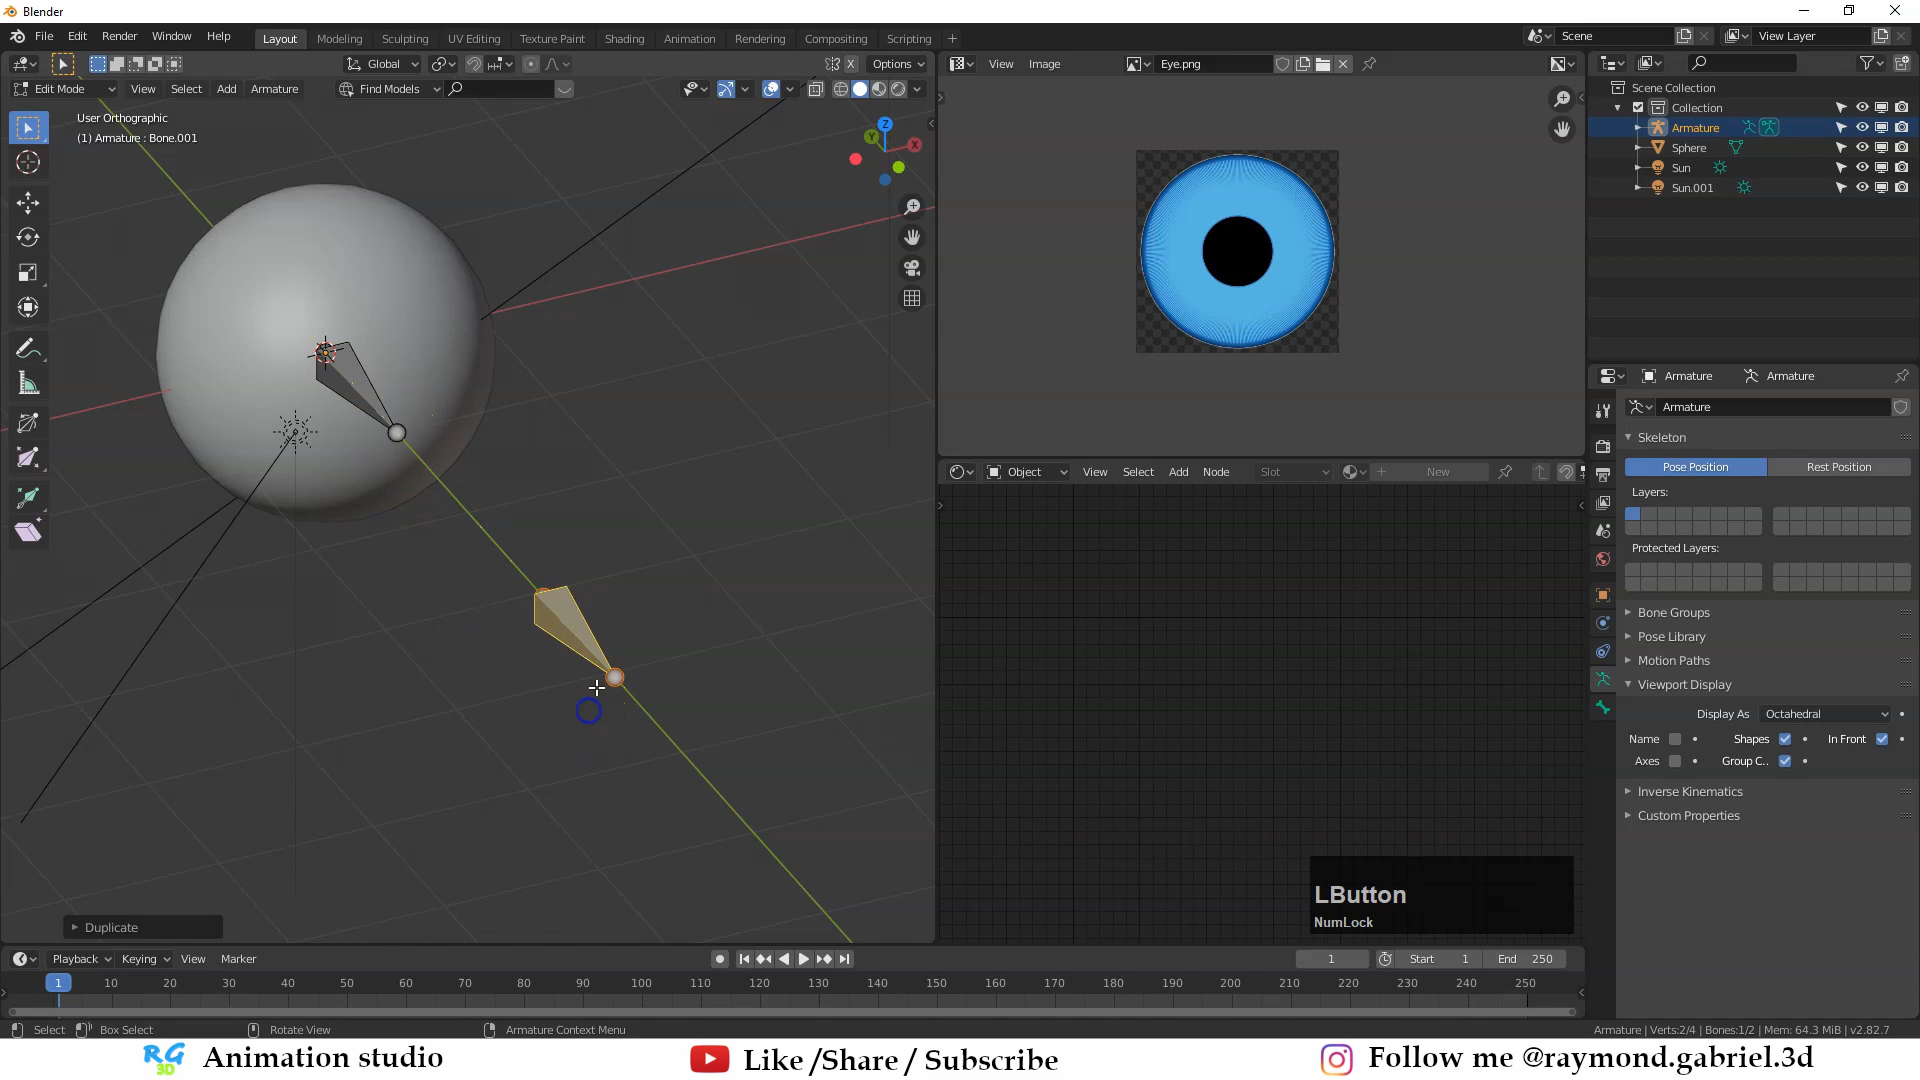 Blender
File Edit Render Window Help
Layout Modeling Sculpting UV Editing Texture Paint Shading Animation Rendering Compositing Scripting +
Scene
View Layer
Global
Options
Edit Mode View Select Add Armature
Find Models
User Orthographic
(1) Armature : Bone.001
Z
Y
X
View Image
Eye.png
Object View Select Add Node
Slot
New
Scene Collection
Collection
Armature
Sphere
Sun
Sun.001
Armature
Armature
Armature
Skeleton
Pose Position
Rest Position
Layers:
Protected Layers:
Bone Groups
Pose Library
Motion Paths
Viewport Display
Display As Octahedral
Name Shapes In Front
Axes Group C..
Inverse Kinematics
Custom Properties
LButton
NumLock
Duplicate
Playback Keying View Marker
1
Start 1
End 250
1 10 20 30 40 50 60 70 80 90 100 110 120 130 140 150 160 170 180 190 200 210 220 230 240 250
Select Box Select Rotate View Armature Context Menu
Armature | Verts:2/4 | Bones:1/2 | Mem: 64.3 MiB | v2.82.7
RG
3D
Animation studio
Like /Share / Subscribe
Follow me @raymond.gabriel.3d